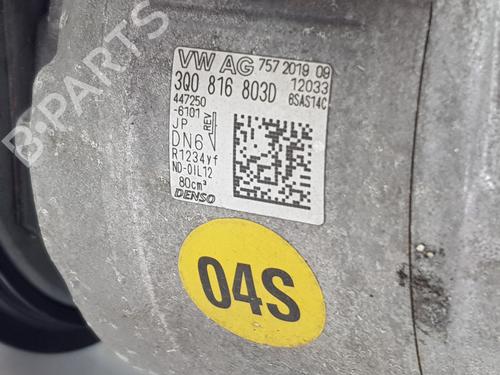 B-PARTS
VW AG 757 2019 09
3Q0 816 803D 12033
447250 6SAS14C
-6101
JP REV
DN6
R1234yf
ND-OIL12
80cm³
DENSO
04S